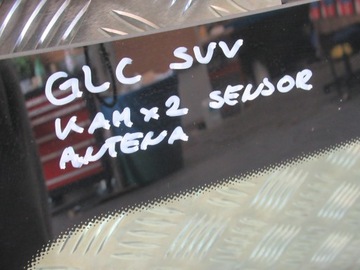 GLC SUV
KAM x 2 SENSOR
ANTENA